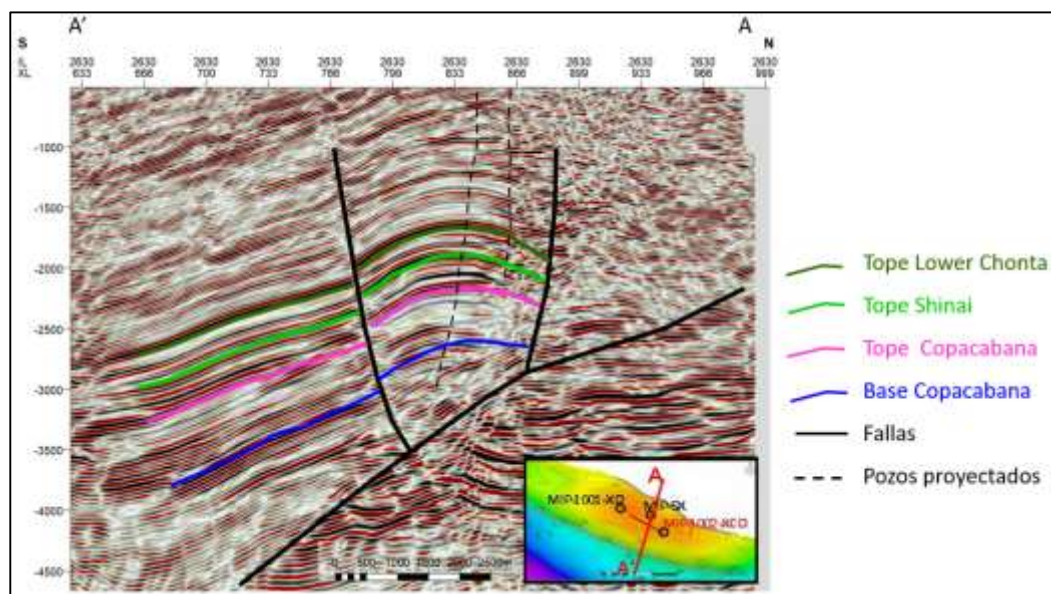 A' A
S N
2630 2630 2630 2630 2630 2630 2630 2630 2630 2630 2630 2630
XL 633 666 700 733 766 799 833 866 899 933 966 999
-1000
-1500
-2000
-2500
-3000
-3500
-4000
-4500
Tope Lower Chonta
Tope Shinai
Tope Copacabana
Base Copacabana
Fallas
Pozos proyectados
A
A'
0 500